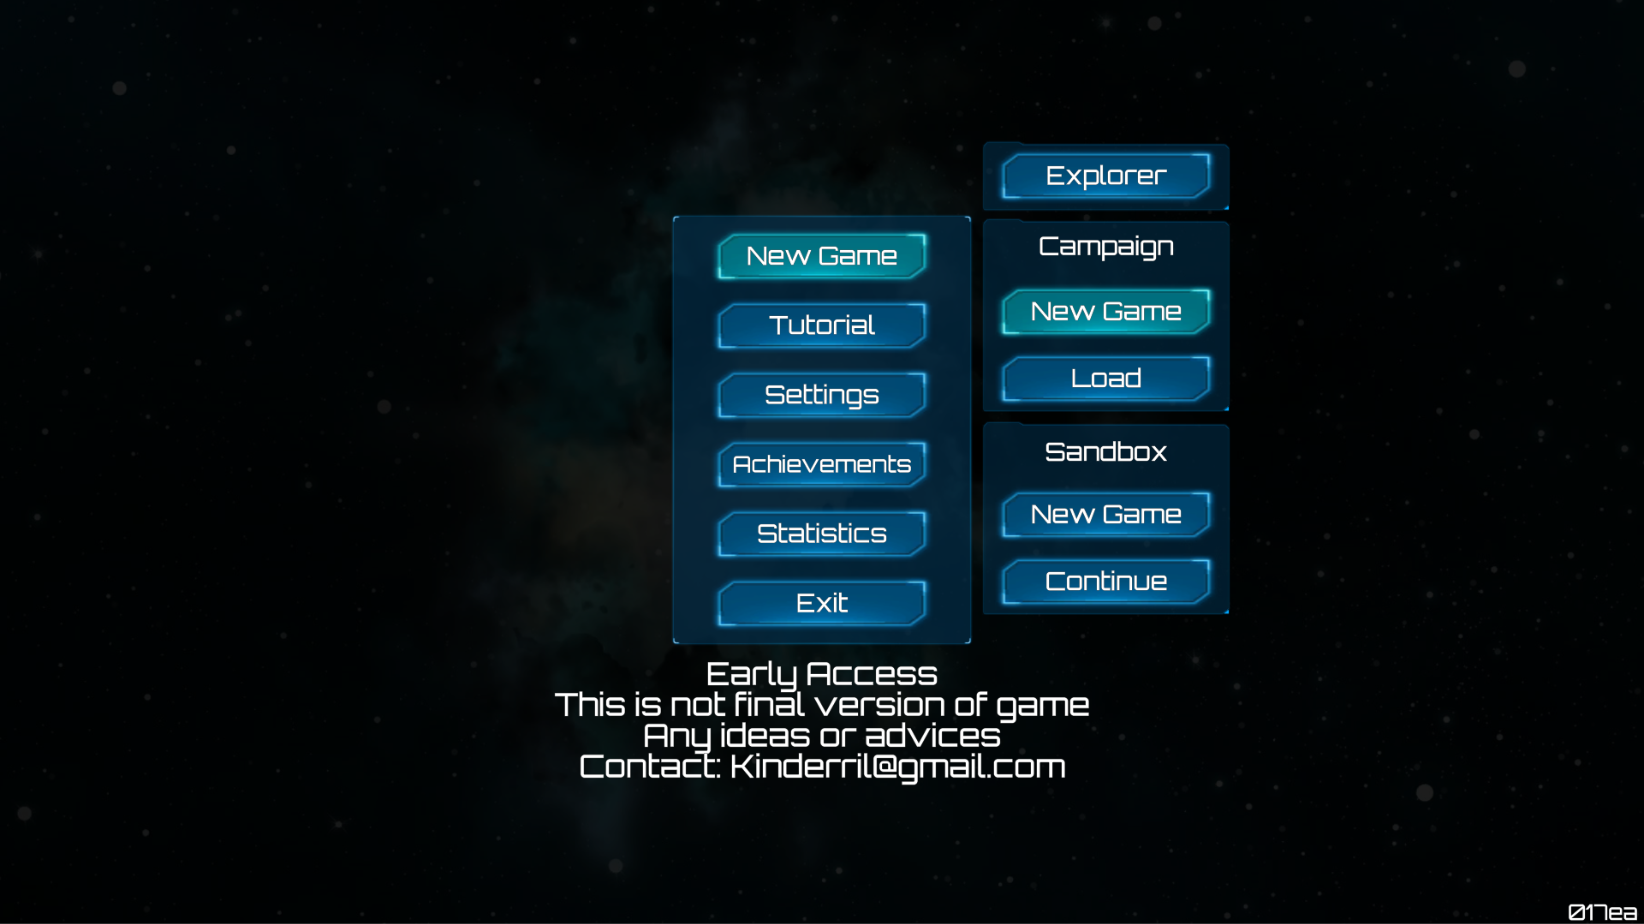 New Game
Tutorial
Settings
Achievements
Statistics
Exit
Explorer
Campaign
New Game
Load
Sandbox
New Game
Continue
Early Access
This is not final version of game
Any ideas or advices
Contact: Kinderril@gmail.com
017ea